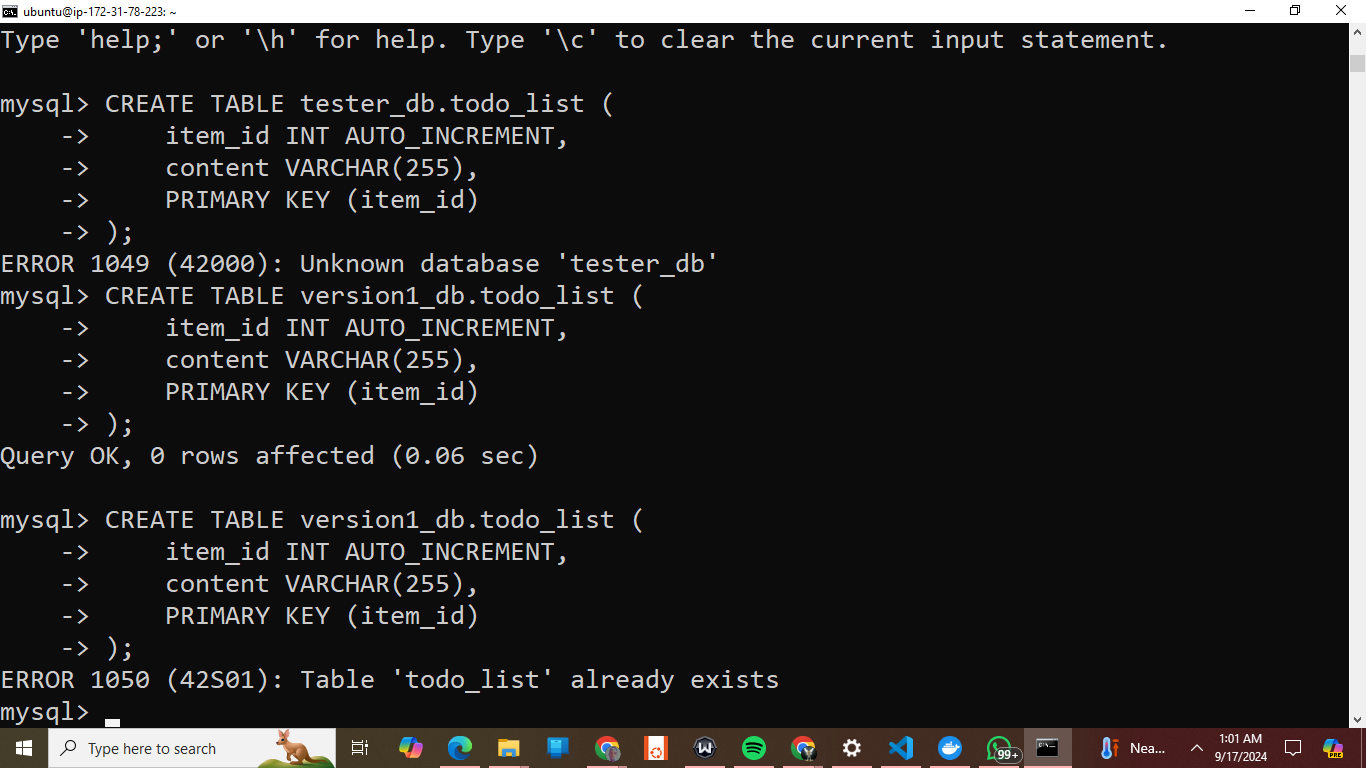 ubuntu@ip-172-31-78-223: ~
Type 'help;' or '\h' for help. Type '\c' to clear the current input statement.
mysql> CREATE TABLE tester_db.todo_list (
    ->     item_id INT AUTO_INCREMENT,
    ->     content VARCHAR(255),
    ->     PRIMARY KEY (item_id)
    -> );
ERROR 1049 (42000): Unknown database 'tester_db'
mysql> CREATE TABLE version1_db.todo_list (
    ->     item_id INT AUTO_INCREMENT,
    ->     content VARCHAR(255),
    ->     PRIMARY KEY (item_id)
    -> );
Query OK, 0 rows affected (0.06 sec)
mysql> CREATE TABLE version1_db.todo_list (
    ->     item_id INT AUTO_INCREMENT,
    ->     content VARCHAR(255),
    ->     PRIMARY KEY (item_id)
    -> );
ERROR 1050 (42S01): Table 'todo_list' already exists
mysql>
Type here to search
99+
Nea...
1:01 AM
9/17/2024
PRE